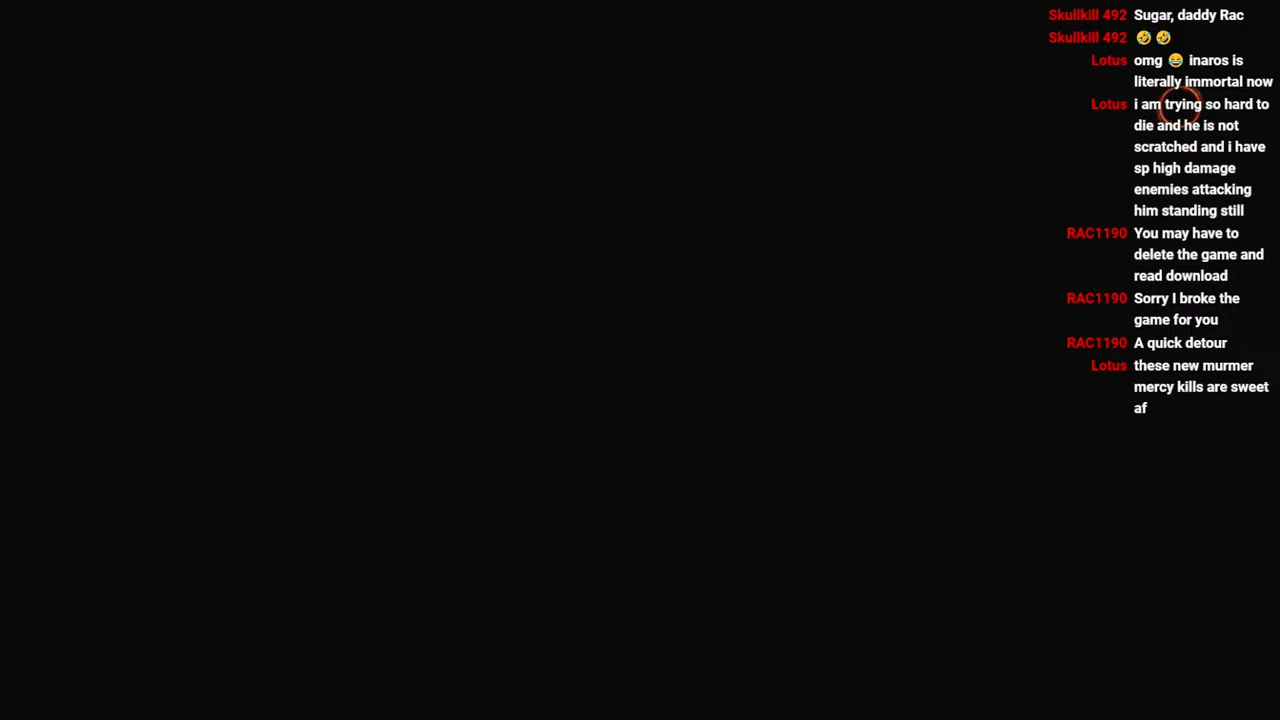 Skullkill 492 Sugar, daddy Rac
Skullkill 492 🤣 🤣
Lotus omg 😂 inaros is
literally immortal now
Lotus i am trying so hard to
die and he is not
scratched and i have
sp high damage
enemies attacking
him standing still
RAC1190 You may have to
delete the game and
read download
RAC1190 Sorry I broke the
game for you
RAC1190 A quick detour
Lotus these new murmer
mercy kills are sweet
af